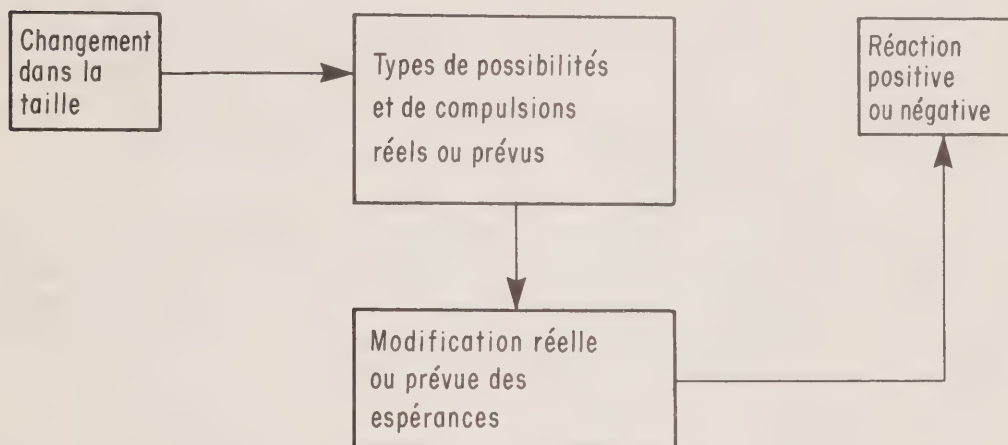 Changement
dans la
taille
Types de possibilités
et de compulsions
réels ou prévus
Réaction
positive
ou négative
Modification réelle
ou prévue des
espérances